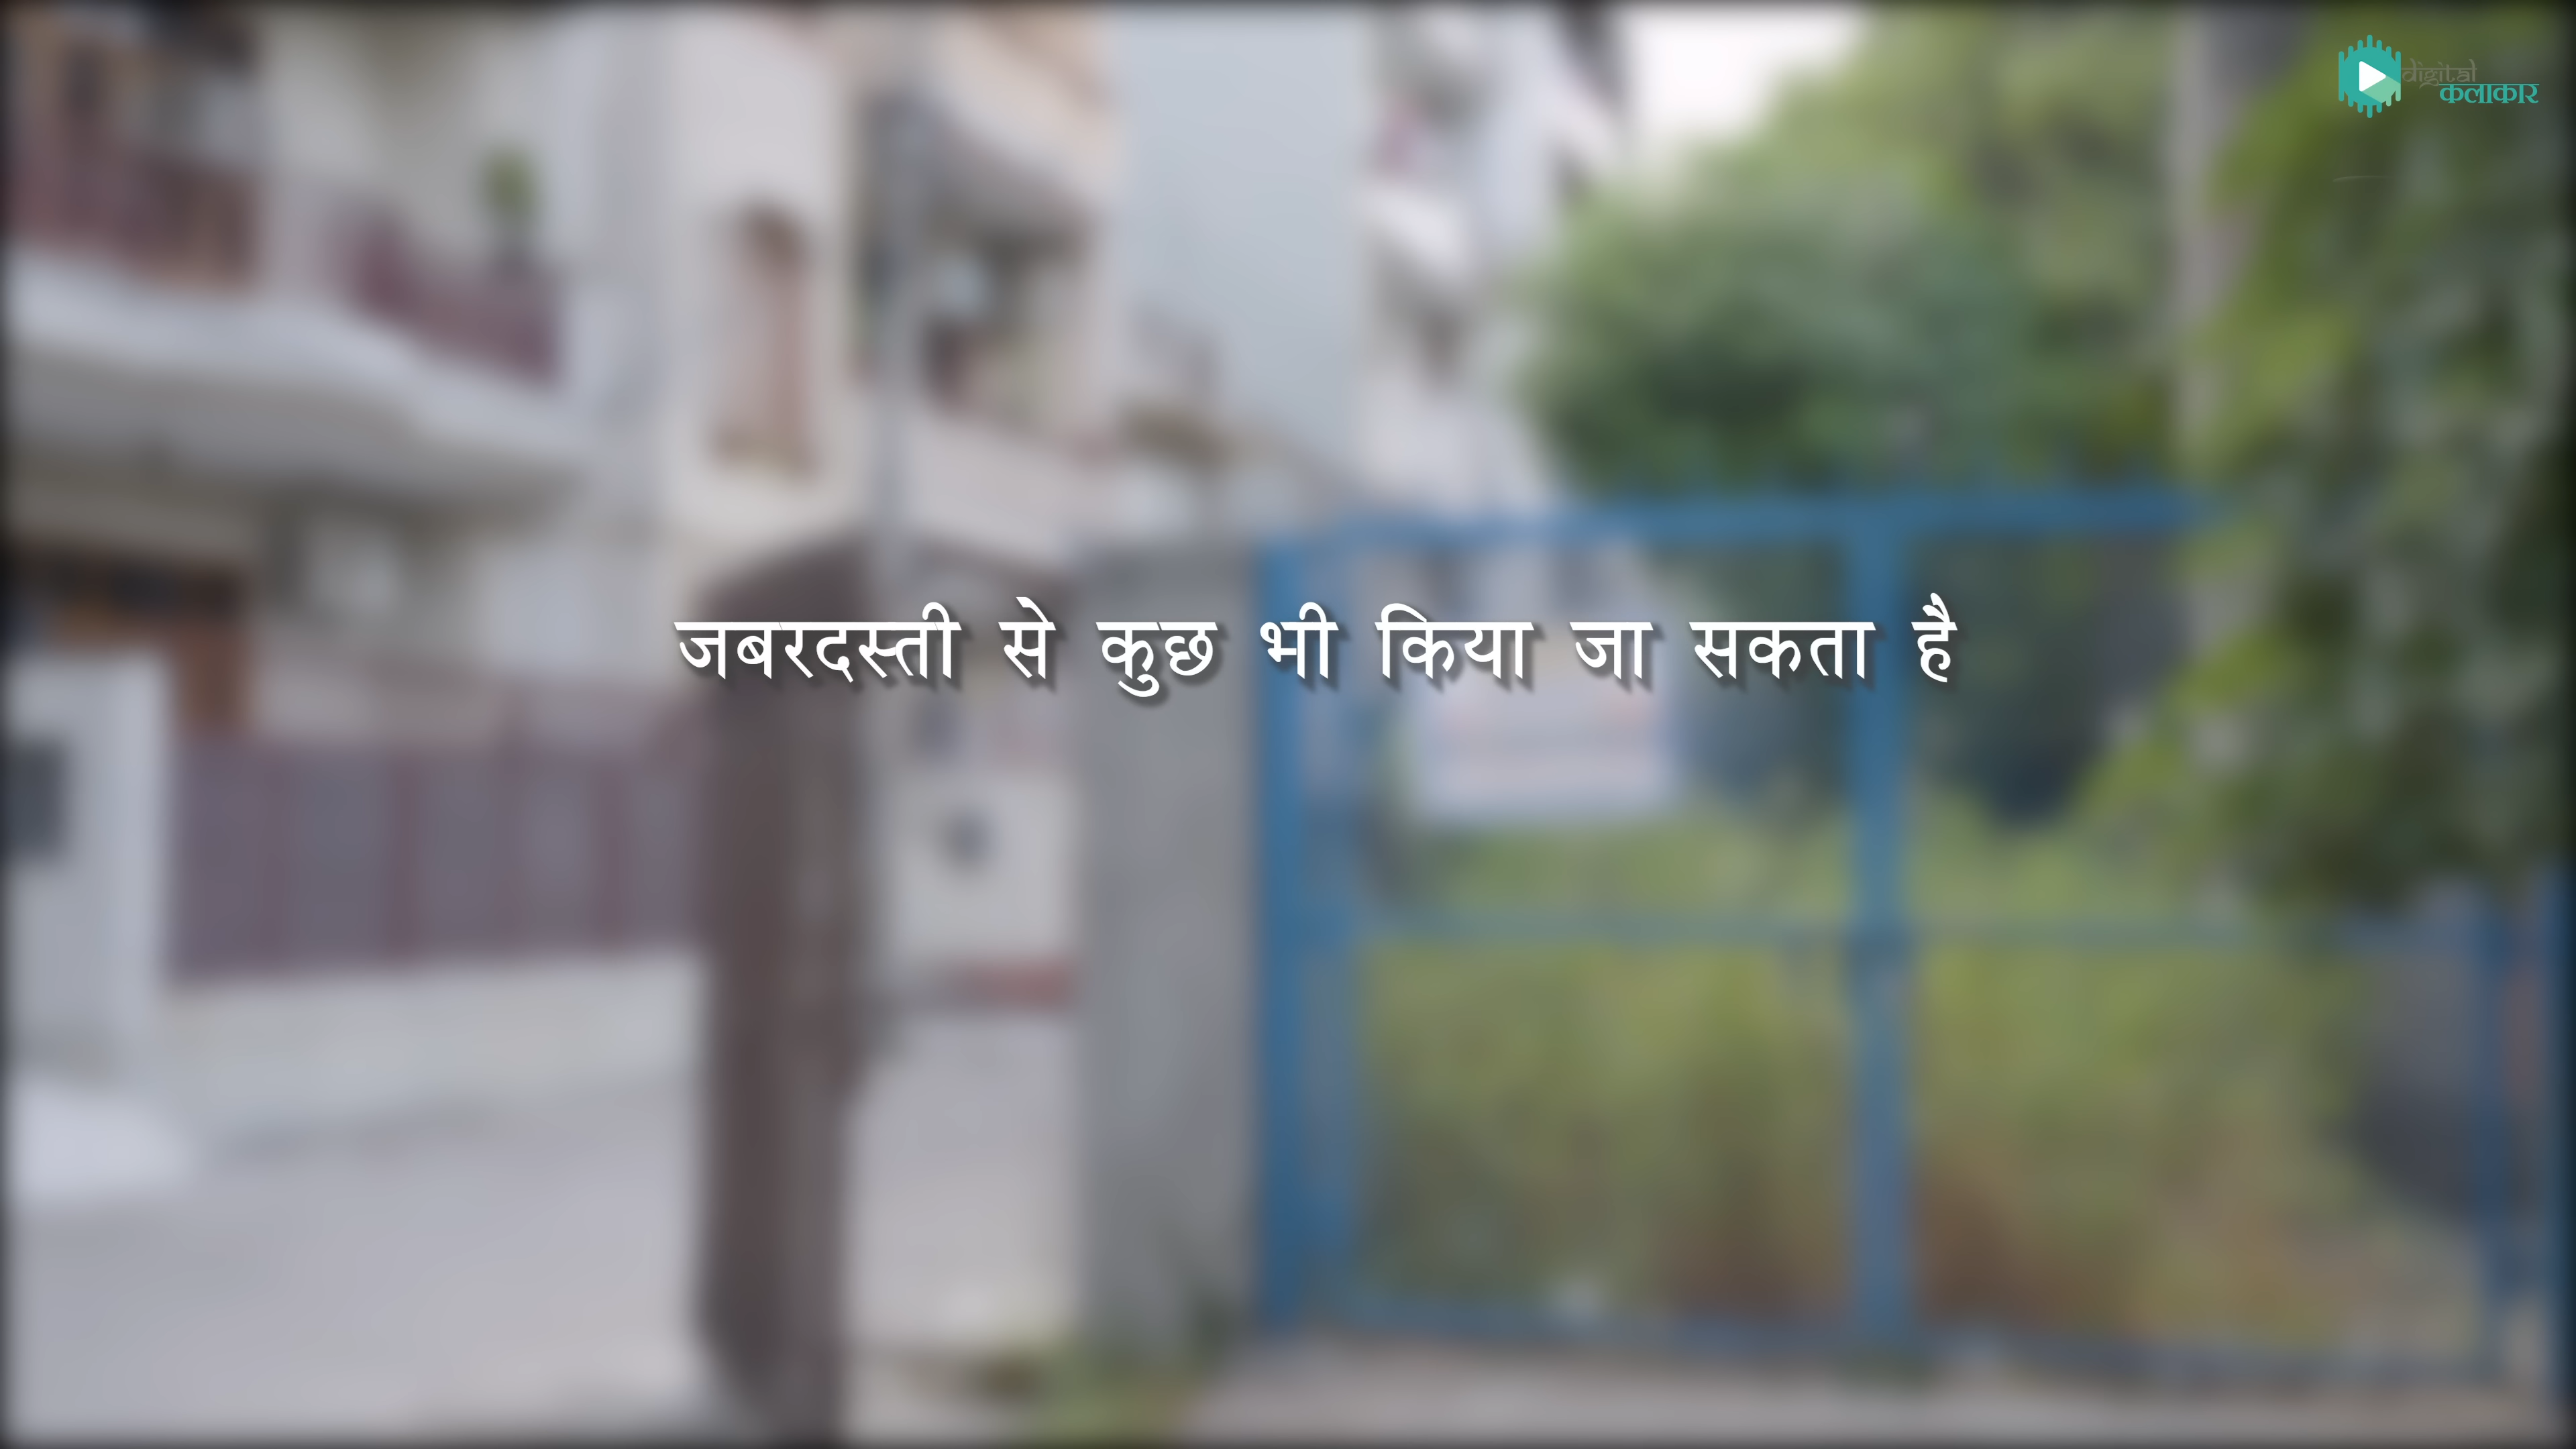 digital
कलाकार
जबरदस्ती से कुछ भी किया जा सकता है